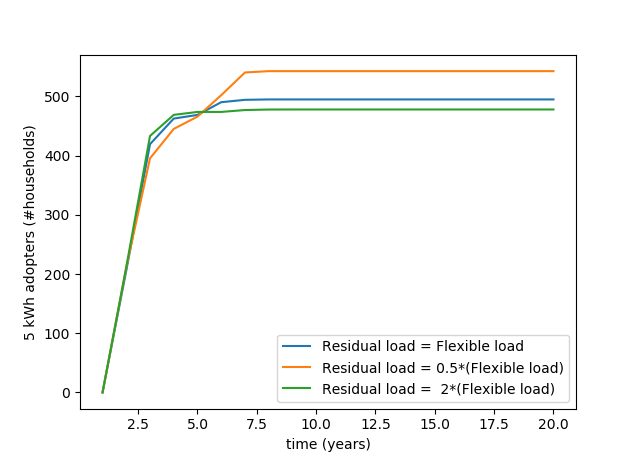 5 kWh adopters (#households)
500
400
300
200
100
0
Residual load = Flexible load
Residual load = 0.5*(Flexible load)
Residual load =  2*(Flexible load)
2.5 5.0 7.5 10.0 12.5 15.0 17.5 20.0
time (years)